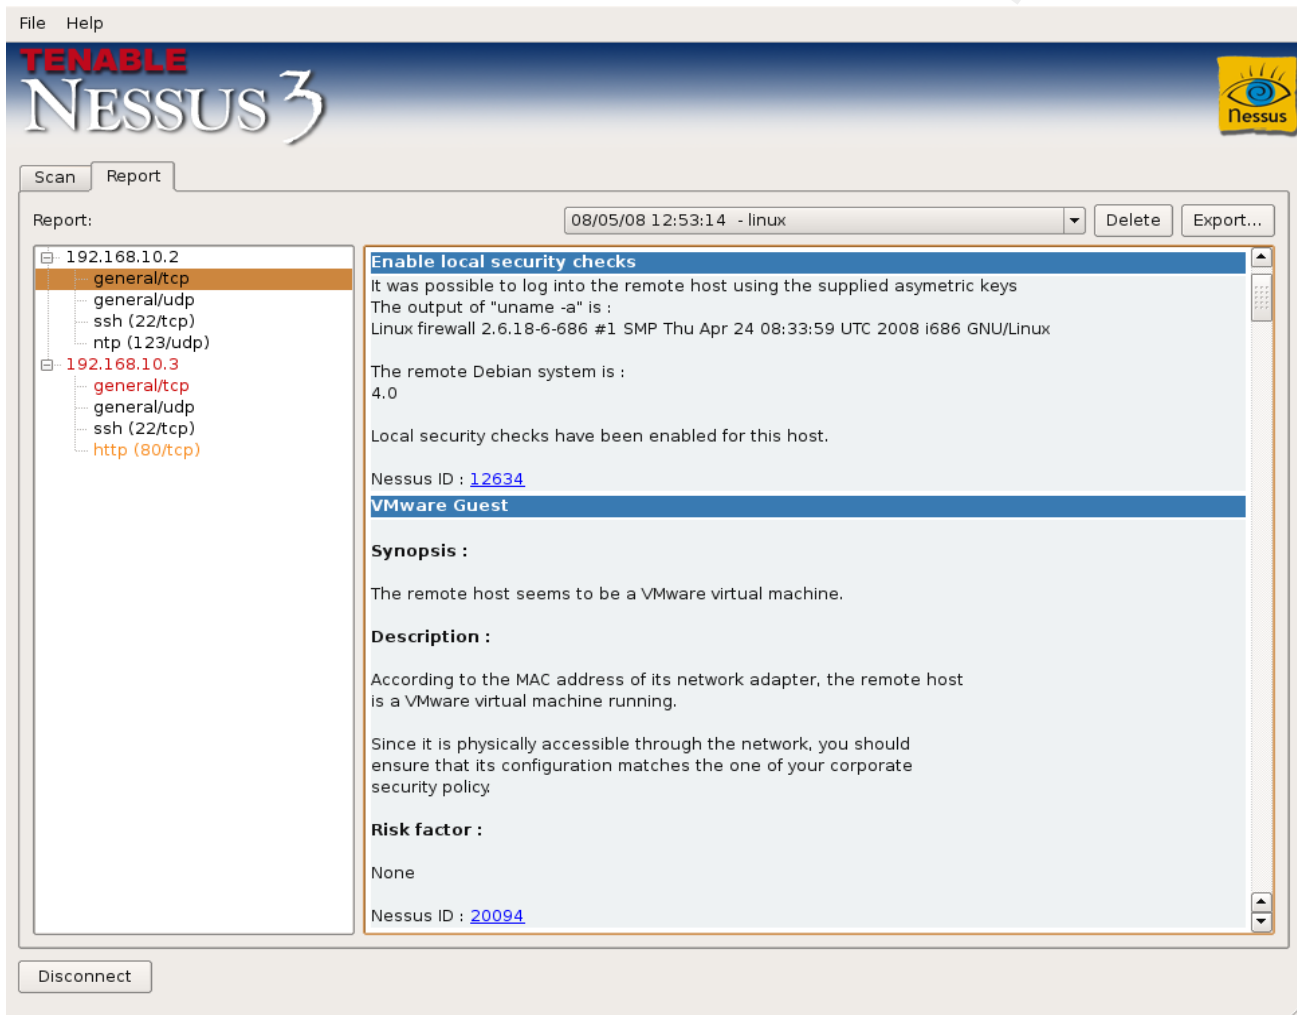 File Help
TENABLE
NESSUS 3
Nessus
Scan Report
Report:
08/05/08 12:53:14 - linux
Delete
Export...
192.168.10.2
general/tcp
general/udp
ssh (22/tcp)
ntp (123/udp)
192.168.10.3
general/tcp
general/udp
ssh (22/tcp)
http (80/tcp)
Enable local security checks
It was possible to log into the remote host using the supplied asymetric keys
The output of "uname -a" is :
Linux firewall 2.6.18-6-686 #1 SMP Thu Apr 24 08:33:59 UTC 2008 i686 GNU/Linux
The remote Debian system is :
4.0
Local security checks have been enabled for this host.
Nessus ID : 12634
VMware Guest
Synopsis :
The remote host seems to be a VMware virtual machine.
Description :
According to the MAC address of its network adapter, the remote host
is a VMware virtual machine running.
Since it is physically accessible through the network, you should
ensure that its configuration matches the one of your corporate
security policy.
Risk factor :
None
Nessus ID : 20094
Disconnect